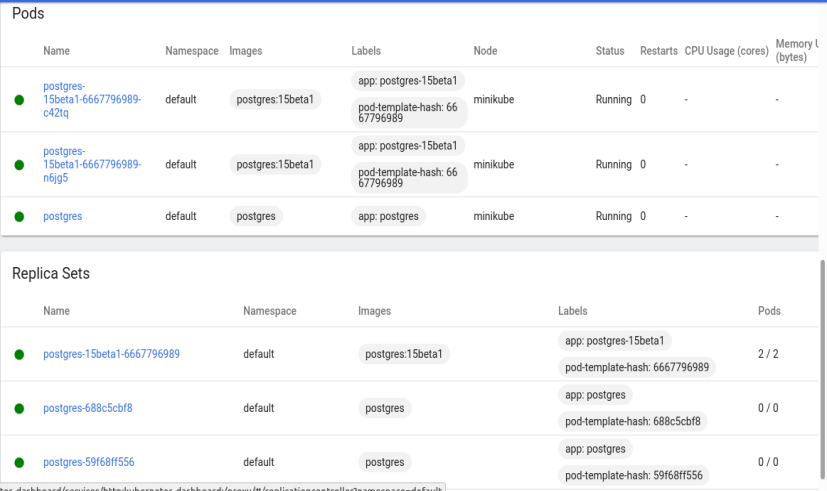 Pods
Name Namespace Images Labels Node Status Restarts CPU Usage (cores) Memory U
(bytes)
postgres-
15beta1-6667796989-
c42tq
default
postgres:15beta1
app: postgres-15beta1
pod-template-hash: 66
67796989
minikube
Running 0 - -
postgres-
15beta1-6667796989-
n6jg5
default
postgres:15beta1
app: postgres-15beta1
pod-template-hash: 66
67796989
minikube
Running 0 - -
postgres default postgres app: postgres minikube Running 0 - -
Replica Sets
Name Namespace Images Labels Pods
postgres-15beta1-6667796989 default postgres:15beta1
app: postgres-15beta1
pod-template-hash: 6667796989
2 / 2
postgres-688c5cbf8 default postgres
app: postgres
pod-template-hash: 688c5cbf8
0 / 0
postgres-59f68ff556 default postgres
app: postgres
pod-template-hash: 59f68ff556
0 / 0